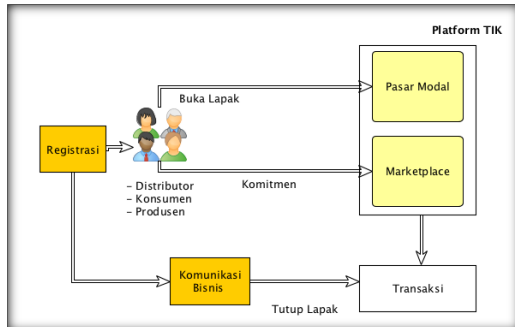 Platform TIK
Pasar Modal
Buka Lapak
Registrasi
Marketplace
- Distributor
- Konsumen
- Produsen
Komitmen
Komunikasi
Bisnis
Transaksi
Tutup Lapak